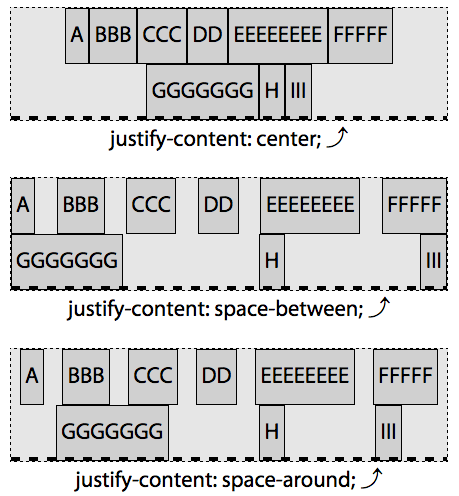 A BBB CCC DD EEEEEEEE FFFFF
GGGGGGG H III
justify-content: center;
A BBB CCC DD EEEEEEEE FFFFF
GGGGGGG H III
justify-content: space-between;
A BBB CCC DD EEEEEEEE FFFFF
GGGGGGG H III
justify-content: space-around;